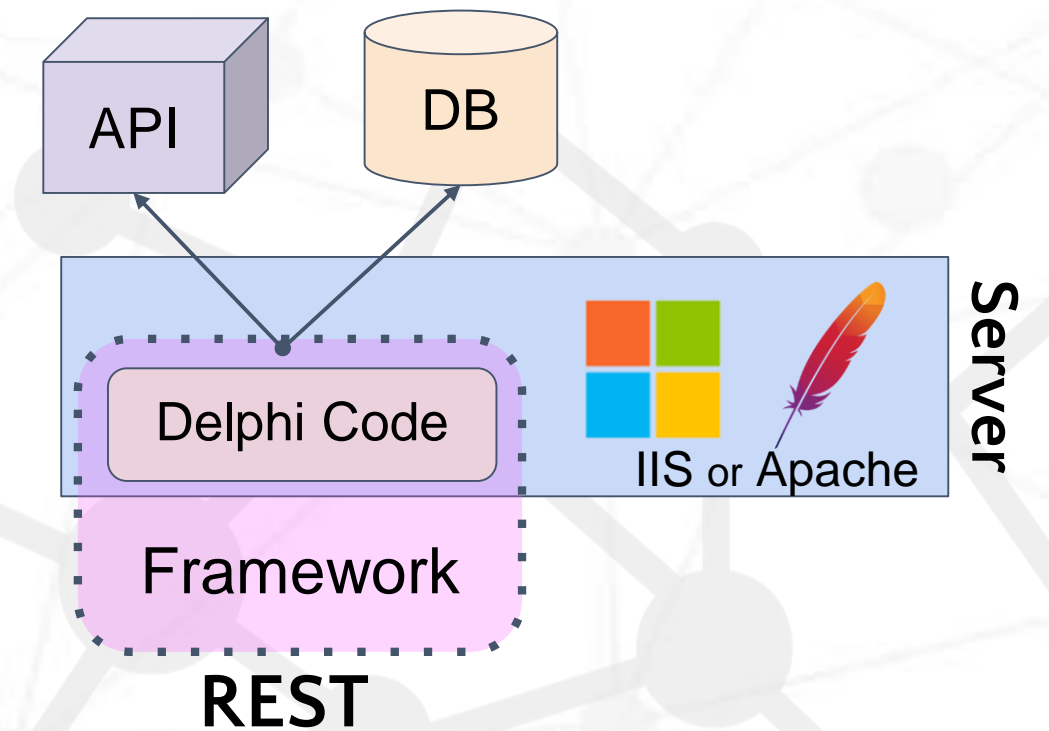 API
DB
Server
Delphi Code
IIS or Apache
Framework
REST